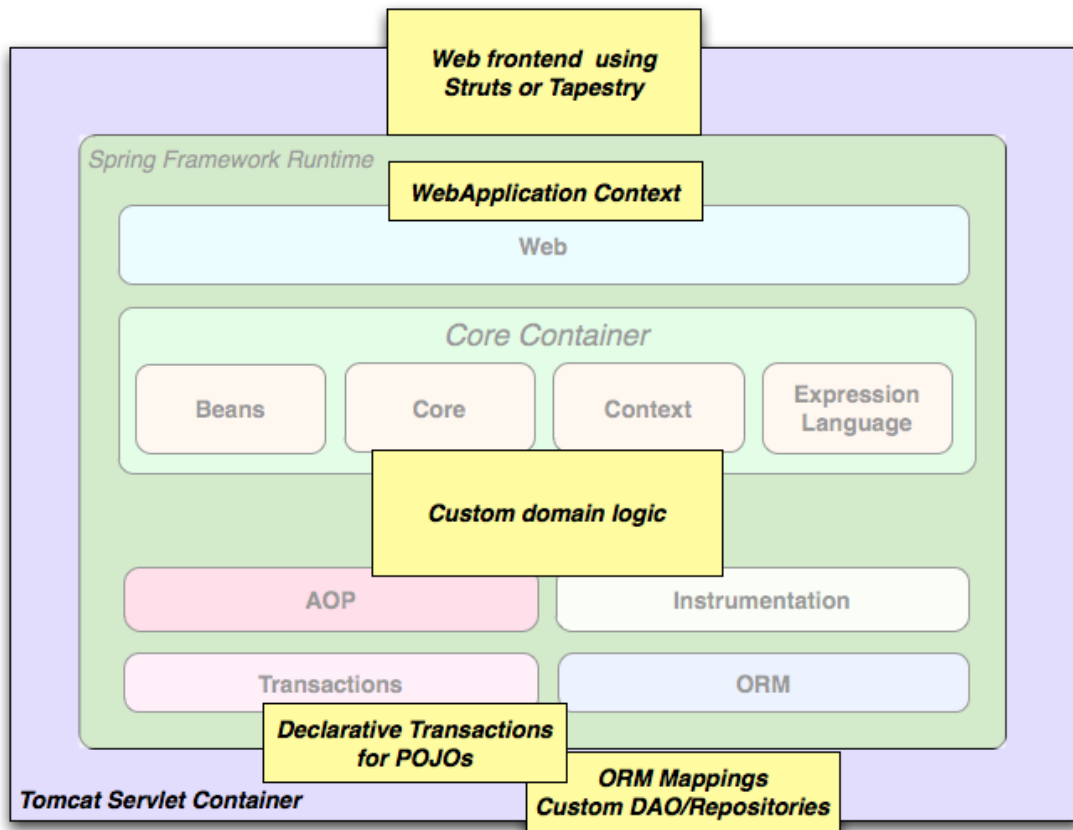 Web frontend using
Struts or Tapestry
Spring Framework Runtime
WebApplication Context
Web
Core Container
Beans
Core
Context
Expression
Language
Custom domain logic
AOP
Instrumentation
Transactions
ORM
Declarative Transactions
for POJOs
ORM Mappings
Custom DAO/Repositories
Tomcat Servlet Container